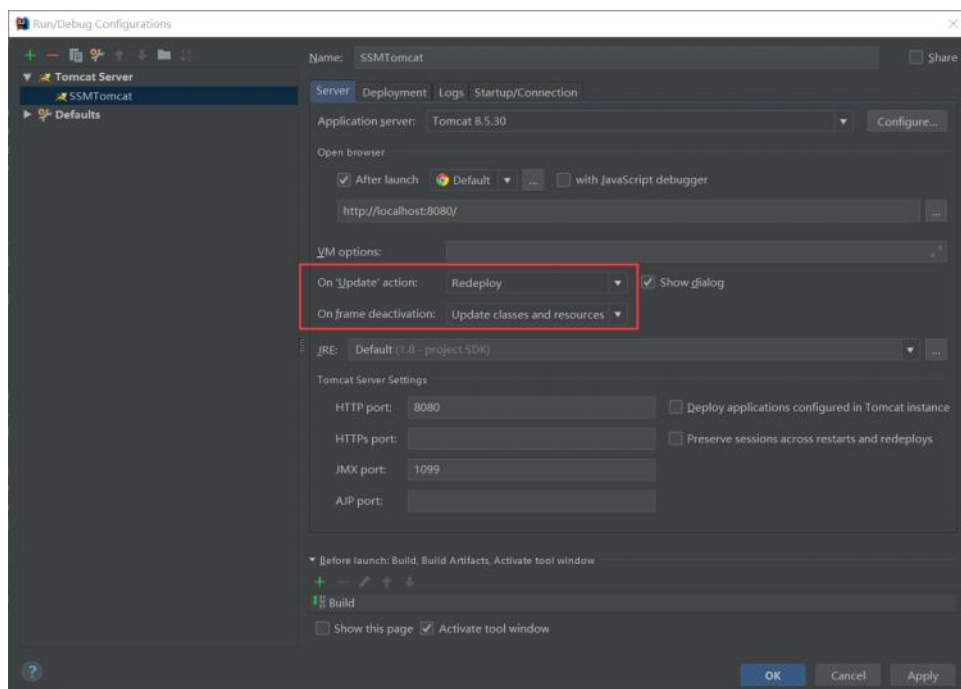 Run/Debug Configurations
Name: SSMTomcat Share
Tomcat Server
SSMTomcat
Defaults
Server Deployment Logs Startup/Connection
Application server: Tomcat 8.5.30 Configure...
Open browser
After launch Default ... with JavaScript debugger
http://localhost:8080/ ...
VM options:
On 'Update' action: Redeploy Show dialog
On frame deactivation: Update classes and resources
JRE: Default (1.8 - project SDK) ...
Tomcat Server Settings
HTTP port: 8080 Deploy applications configured in Tomcat instance
HTTPs port: Preserve sessions across restarts and redeploys
JMX port: 1099
AJP port:
Before launch: Build, Build Artifacts, Activate tool window
Build
Show this page Activate tool window
? OK Cancel Apply